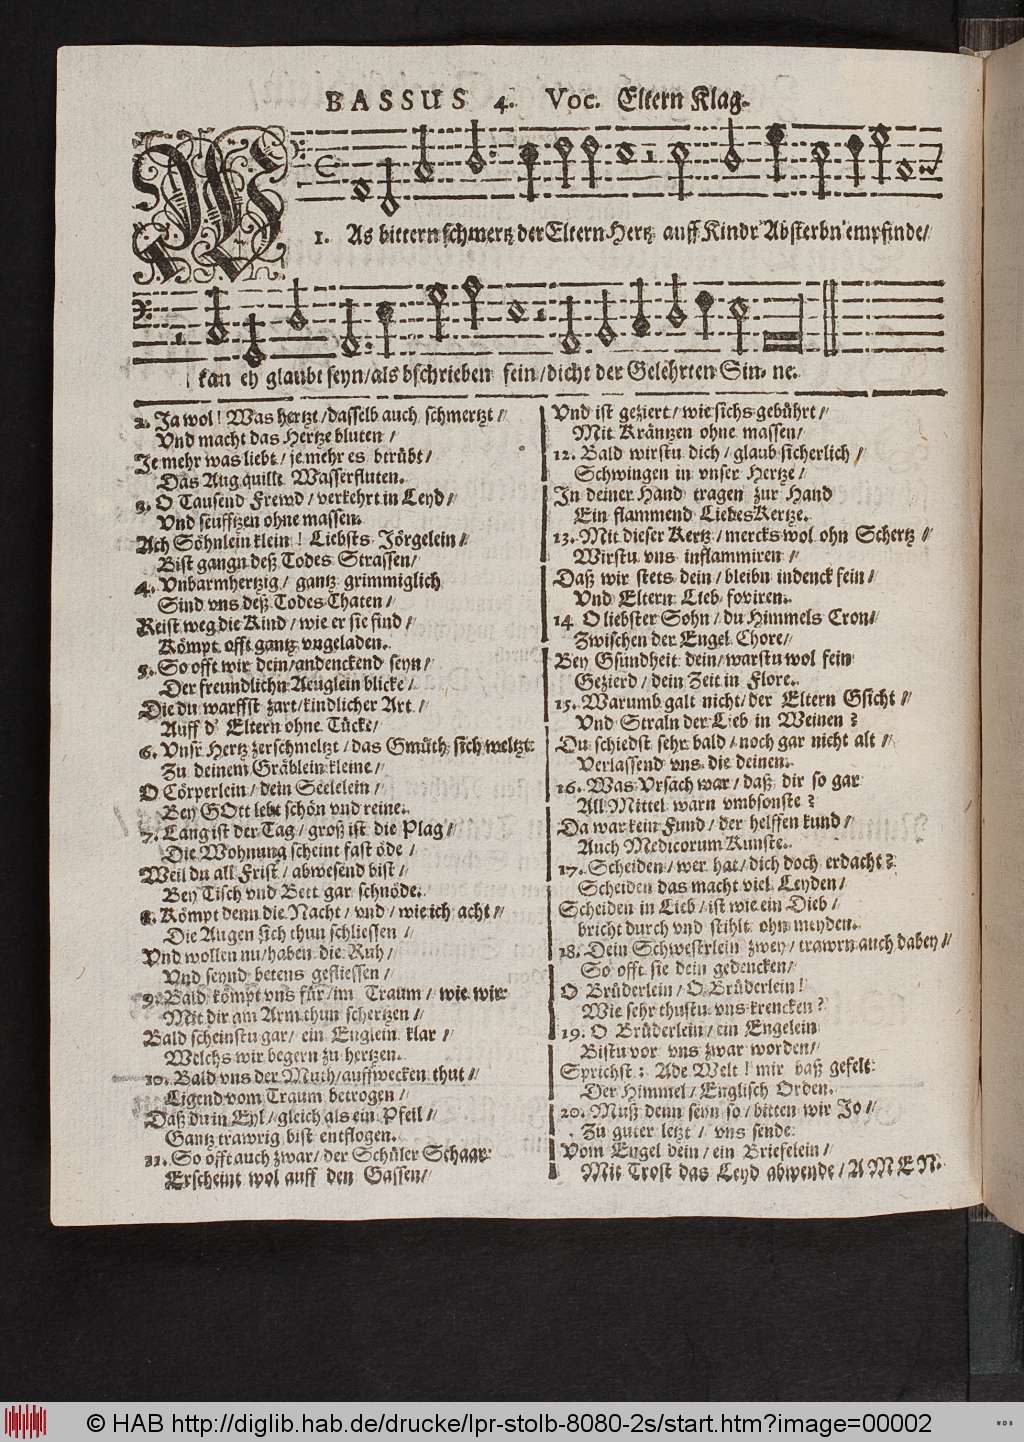 BASSUS 4. Voc. Eltern Klag.
W
1. As bittern schmertz der Eltern Hertz auff Kindr Absterbn empfinde/
kan ey glaubt seyn/als bschrieben sein/dicht der Gelehrten Sin- ne.
2. Ja wol! Was hertzt/dasselb auch schmertzt//
Vnd macht das Hertze bluten/
Je mehr was liebt/je mehr es btrübt/
Das Aug quillt Wasserfluten.
3. O Tausend Frewd/verkehrt in Leyd//
Vnd seufftzen ohne massen.
Ach Söhnlein klein! Liebsts Jörgelein//
Bist gangn deß Todes Strassen/
4. Vnbarmhertzig/gantz grimmiglich
Sind vns deß Todes Thaten/
Reist weg die Kind/wie er sie find/
Kömpt offt gantz vngeladen.
5. So offt wir dein/andenckend seyn//
Der freundlichn Aeuglein blicke/
Die du warffst zart/kindlicher Art/
Auff d' Eltern ohne Tücke/
6. Vnsr Hertz zerschmeltzt/das Gmüth sich weltzt:
Zu deinem Gräblein kleine/
O Cörperlein/dein Seelelein/
Bey GOtt lebt schön vnd reine.
7. Lang ist der Tag/groß ist die Plag/
Die Wohnung scheint fast öde/
Weil du all Frist/abwesend bist/
Bey Tisch vnd Bett gar schnöde.
8. Kömpt denn die Nacht/vnd/wie ich acht//
Die Augen sich thun schliessen//
Vnd wollen nu/haben die Ruh/
Vnd seynd betens geflissen/
9. Bald kömpt vns für/im Traum/wie wir
Mit dir am Arm thun schertzen//
Bald scheinstu gar/ein Englein klar//
Welchs wir begern zu hertzen.
10. Bald vns der Muth/auffwecken thut//
Ligend vom Traum betrogen/
Daß du in Eyl/gleich als ein Pfeil//
Gantz trawrig bist entflogen.
11. So offt auch zwar/der Schüler Schaar
Erscheint wol auff den Gassen/
Vnd ist geziert/wie sichs gebührt/
Mit Kräntzen ohne massen/
12. Bald wirstu dich/glaub sicherlich/
Schwingen in vnser Hertze/
In deiner Hand tragen zur Hand
Ein flammend Liebes Kertze.
13. Mit dieser Kertz/mercks wol ohn Schertz//
Wirstu vns inflammiren//
Daß wir stets dein/bleibn indenck fein/
Vnd Eltern Lieb foviren.
14 O liebster Sohn/du Himmels Cron/
Zwischen der Engel Chore/
Bey Gsundheit dein/warstu wol fein
Gezierd/dein Zeit in Flore.
15. Warumb galt nicht/der Eltern Gsicht//
Vnd Straln der Lieb in Weinen?
Du schiedst sehr bald/noch gar nicht alt//
Verlassend vns die deinen.
16. Was Vrsach war/daß dir so gar
All Mittel warn vmbsonste?
Da war kein Fund/der helffen kund/
Auch Medicorum Kunste.
17. Scheiden/wer hat/dich doch erdacht?
Scheiden das macht viel Leyden/
Scheiden in Lieb/ist wie ein Dieb/
bricht durch vnd stihlt ohn meyden.
18. Dein Schwesterlein zwey/trawrn auch dabey//
So offt sie dein gedencken/
O Brüderlein/O Brüderlein!
Wie sehr thustu vns krencken?
19. O Brüderlein/ein Engelein
Bistu vor vns zwar worden/
Sprichst: Ade Welt! mir baß gefelt
Der Himmel/Englisch Orden.
20. Muß denn seyn so/bitten wir Jo//
Zu guter letzt/vns sende
Vom Engel dein/ein Briefelein/
Mit Trost das Leyd abwende/AMEN.
© HAB http://diglib.hab.de/drucke/lpr-stolb-8080-2s/start.htm?image=00002